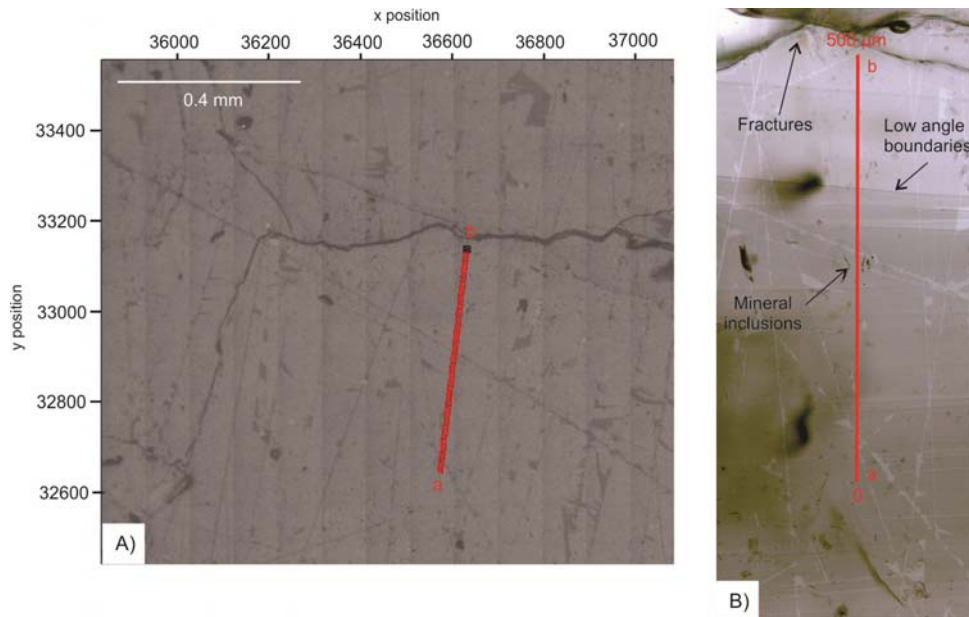 x position
36000 36200 36400 36600 36800 37000
0.4 mm
y position
33400
33200
33000
32800
32600
b
a
A)
500 µm
b
Fractures
Low angle
boundaries
Mineral
inclusions
a
0
B)